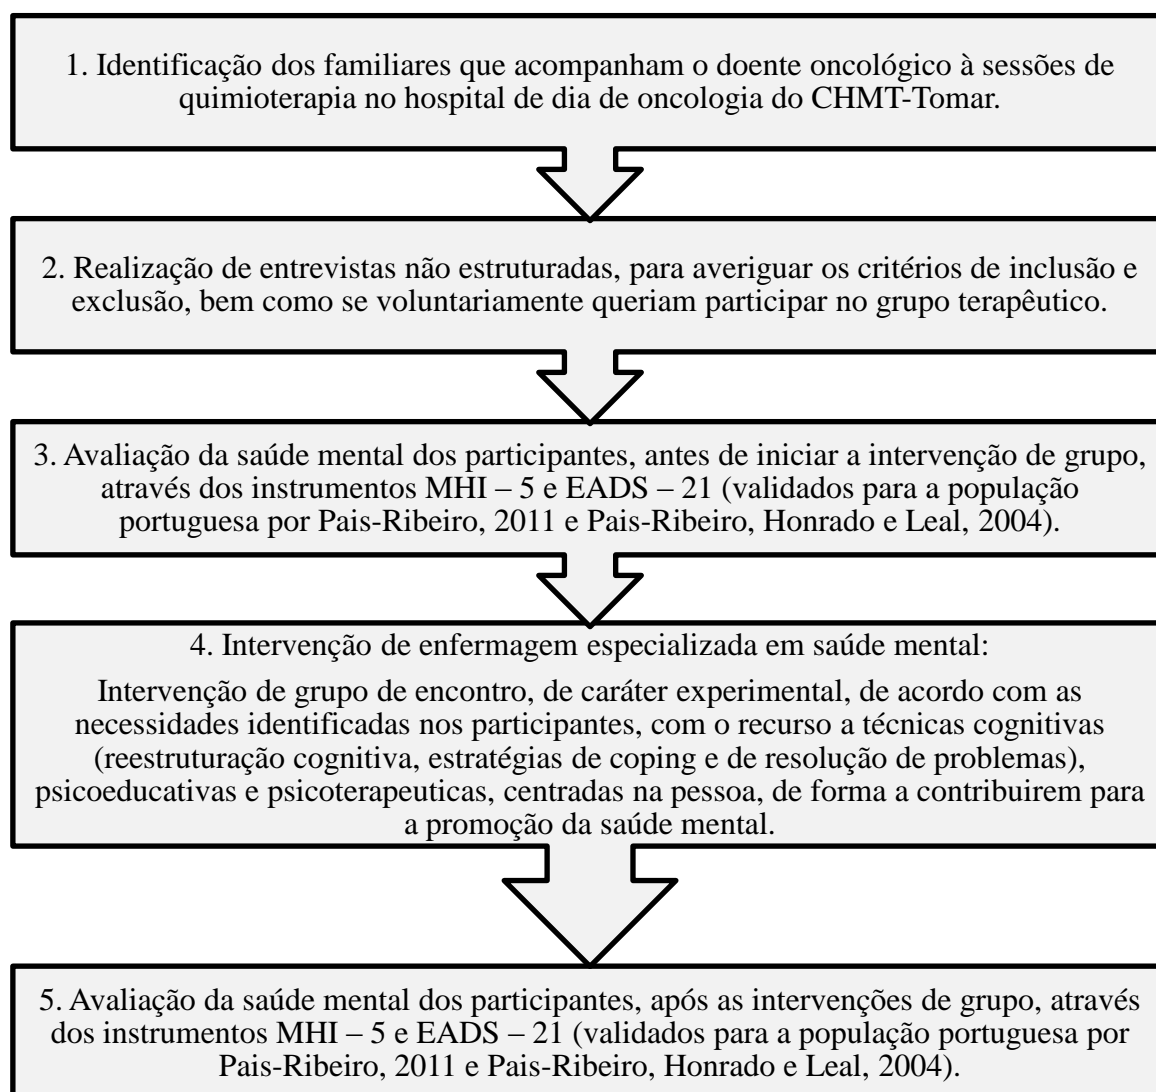 1. Identificação dos familiares que acompanham o doente oncológico à sessões de
quimioterapia no hospital de dia de oncologia do CHMT-Tomar.
2. Realização de entrevistas não estruturadas, para averiguar os critérios de inclusão e
exclusão, bem como se voluntariamente queriam participar no grupo terapêutico.
3. Avaliação da saúde mental dos participantes, antes de iniciar a intervenção de grupo,
através dos instrumentos MHI – 5 e EADS – 21 (validados para a população
portuguesa por Pais-Ribeiro, 2011 e Pais-Ribeiro, Honrado e Leal, 2004).
4. Intervenção de enfermagem especializada em saúde mental:
Intervenção de grupo de encontro, de caráter experimental, de acordo com as
necessidades identificadas nos participantes, com o recurso a técnicas cognitivas
(reestruturação cognitiva, estratégias de coping e de resolução de problemas),
psicoeducativas e psicoterapeuticas, centradas na pessoa, de forma a contribuirem para
a promoção da saúde mental.
5. Avaliação da saúde mental dos participantes, após as intervenções de grupo, através
dos instrumentos MHI – 5 e EADS – 21 (validados para a população portuguesa por
Pais-Ribeiro, 2011 e Pais-Ribeiro, Honrado e Leal, 2004).